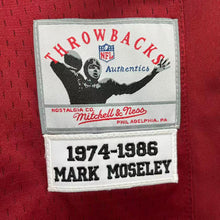 THROWBACKS
NFL
Authentics
NOSTALGIA CO.
Mitchell & Ness
PHILADELPHIA, PA
1974-1986
MARK MOSELEY